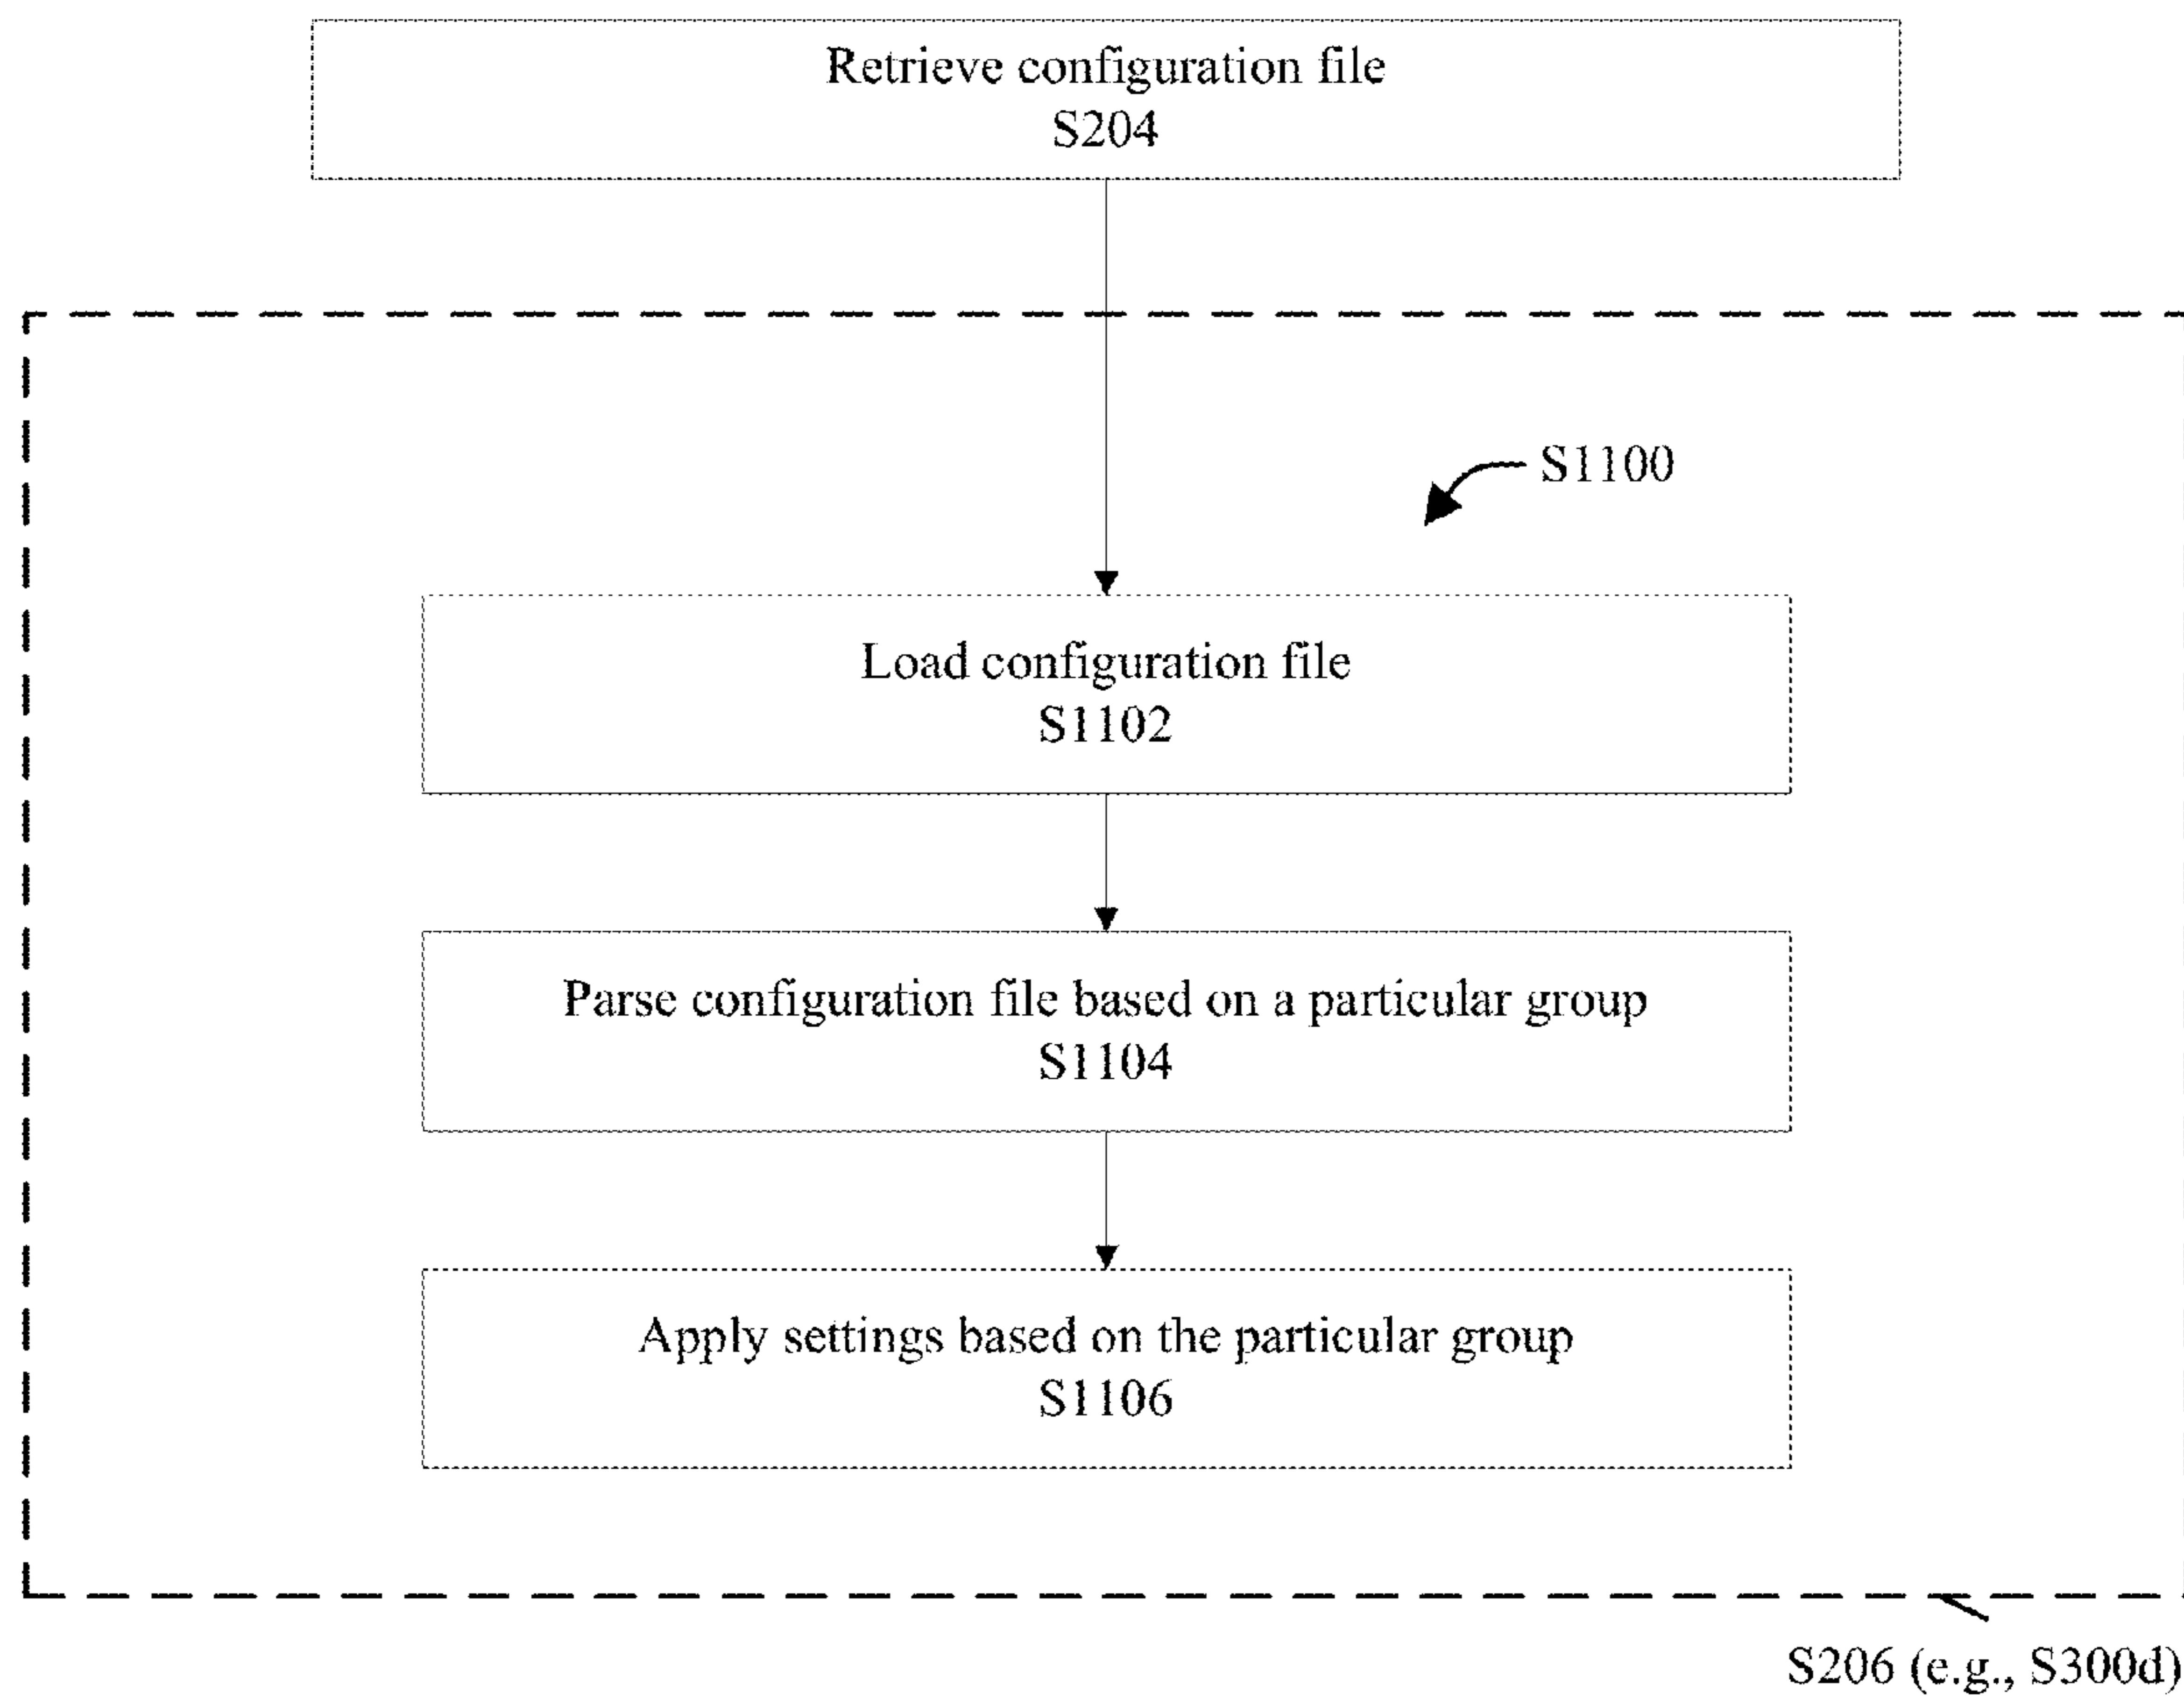 Retrieve configuration file
S204
S1100
Load configuration file
S1102
Parse configuration file based on a particular group
S1104
Apply settings based on the particular group
S1106
S206 (e.g., S300d)